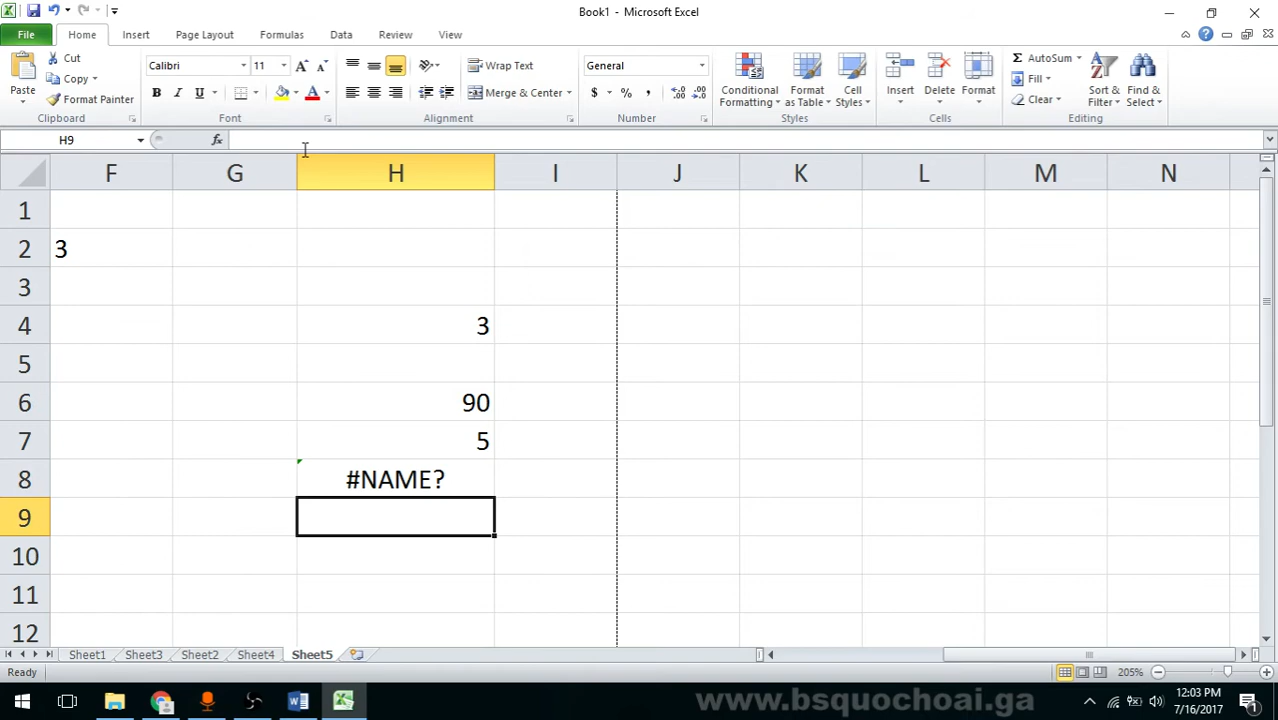 Book1 - Microsoft Excel
File Home Insert Page Layout Formulas Data Review View
Paste
Cut
Copy
Format Painter
Clipboard
Calibri 11
B I U
Font
Wrap Text
Merge & Center
Alignment
General
$ % ,
Number
Conditional Formatting
Format as Table
Cell Styles
Styles
Insert
Delete
Format
Cells
Σ AutoSum
Fill
Clear
Sort & Filter
Find & Select
Editing
H9 fx
F G H I J K L M N
1
2 3
3
4 3
5
6 90
7 5
8 #NAME?
9
10
11
12
Sheet1 Sheet3 Sheet2 Sheet4 Sheet5
Ready 205%
www.bsquochoai.ga
12:03 PM
7/16/2017